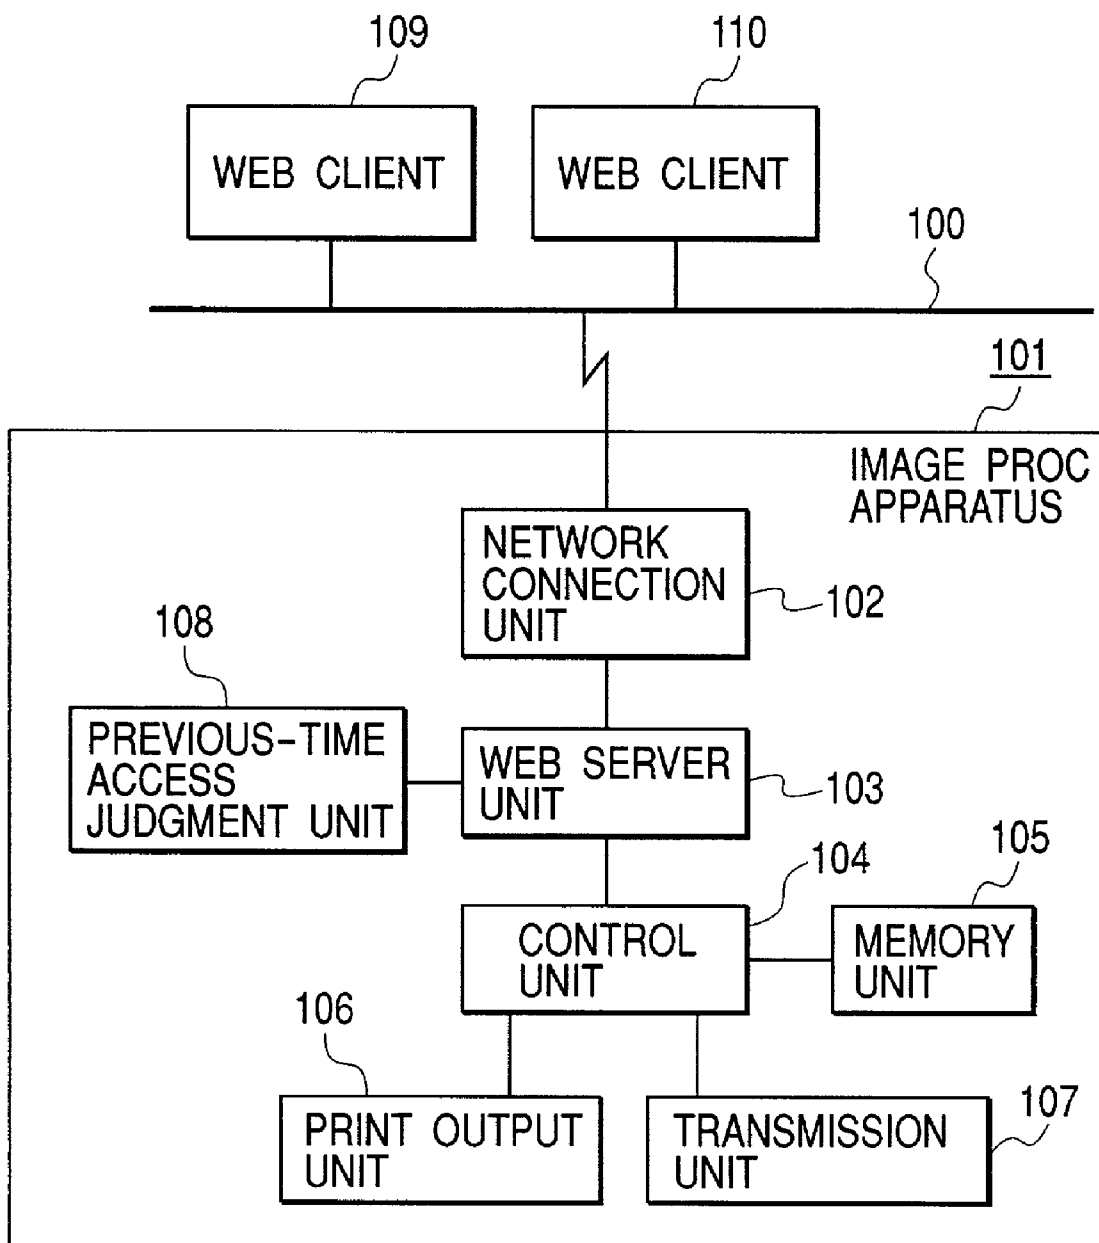 109
110
WEB CLIENT
WEB CLIENT
100
101
IMAGE PROC
APPARATUS
NETWORK
CONNECTION
UNIT
102
108
PREVIOUS-TIME
ACCESS
JUDGMENT UNIT
WEB SERVER
UNIT
103
104
105
CONTROL
UNIT
MEMORY
UNIT
106
PRINT OUTPUT
UNIT
TRANSMISSION
UNIT
107